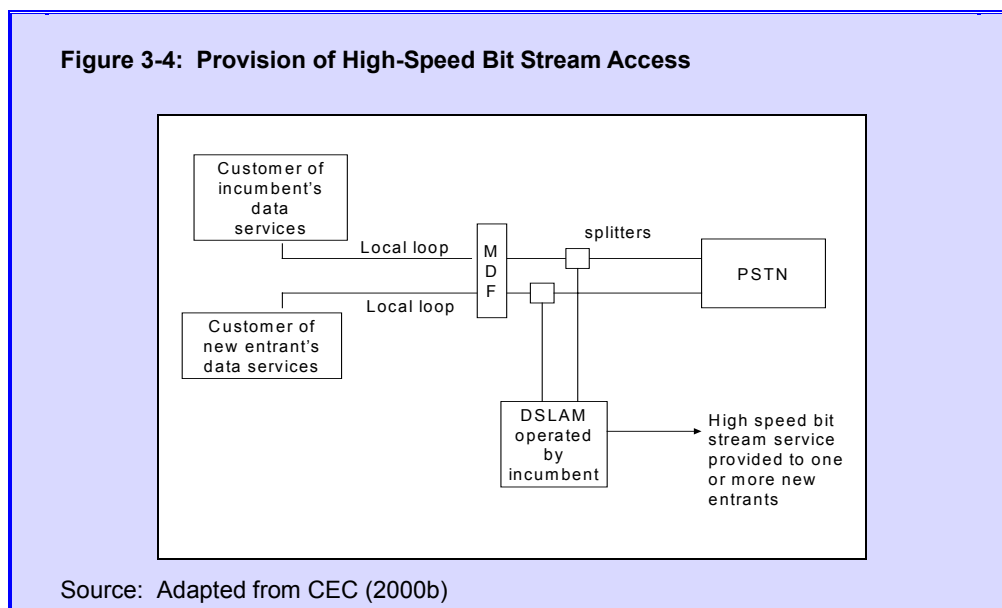 Figure 3-4: Provision of High-Speed Bit Stream Access
Customer of
incumbent's
data
services
Local loop
MDF
splitters
PSTN
Local loop
Customer of
new entrant's
data services
DSLAM
operated
by
incumbent
High speed bit
stream service
provided to one
or more new
entrants
Source: Adapted from CEC (2000b)